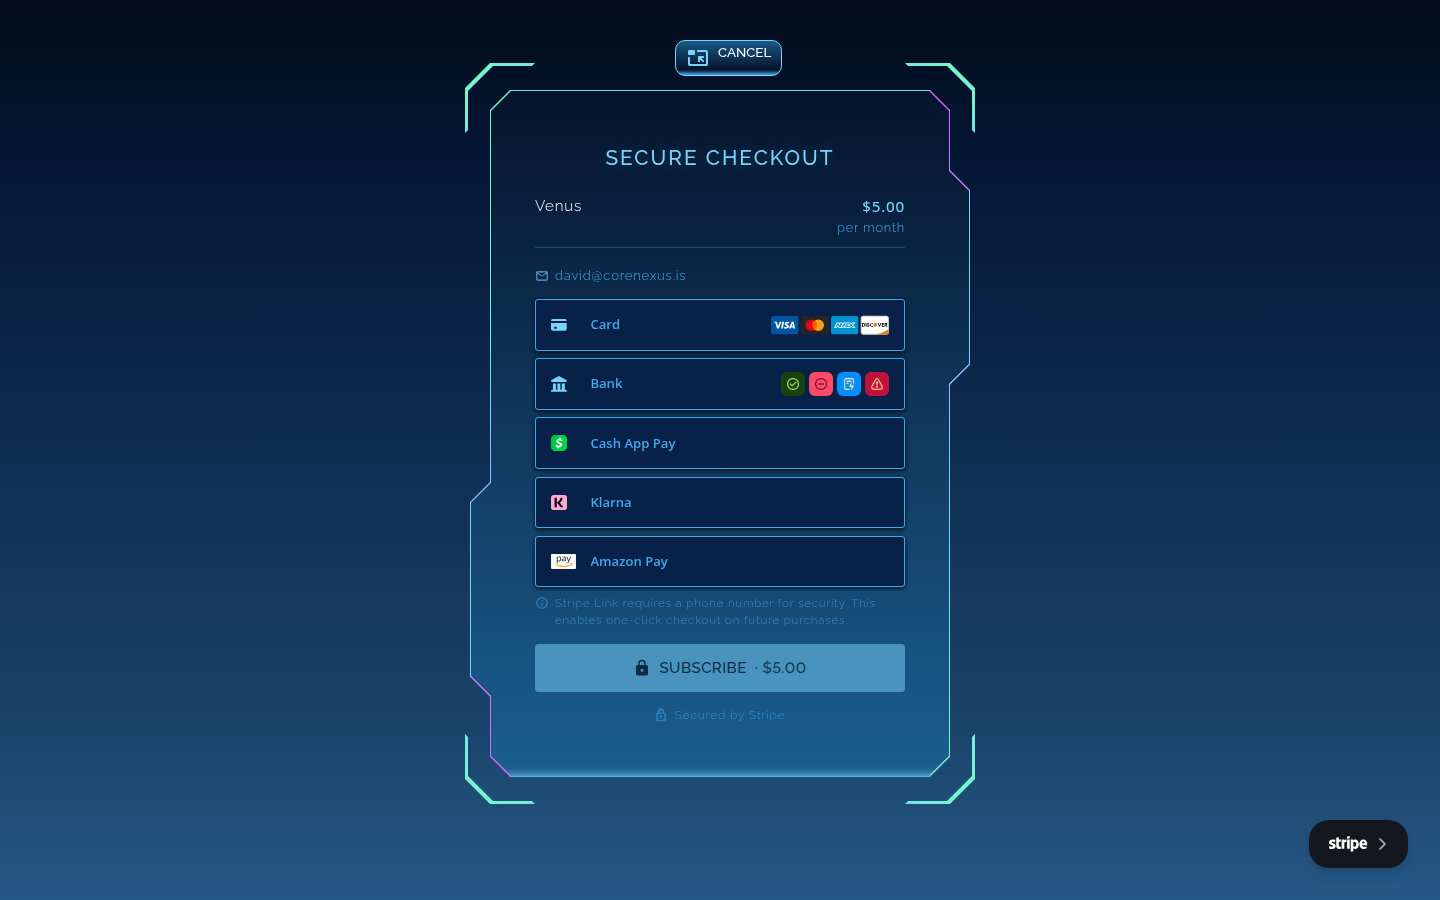 CANCEL
SECURE CHECKOUT
Venus
$5.00
per month
david@corenexus.is
Card
VISA
AMEX
DISCOVER
Bank
Cash App Pay
Klarna
pay
Amazon Pay
Stripe Link requires a phone number for security. This
enables one-click checkout on future purchases.
SUBSCRIBE · $5.00
Secured by Stripe
stripe